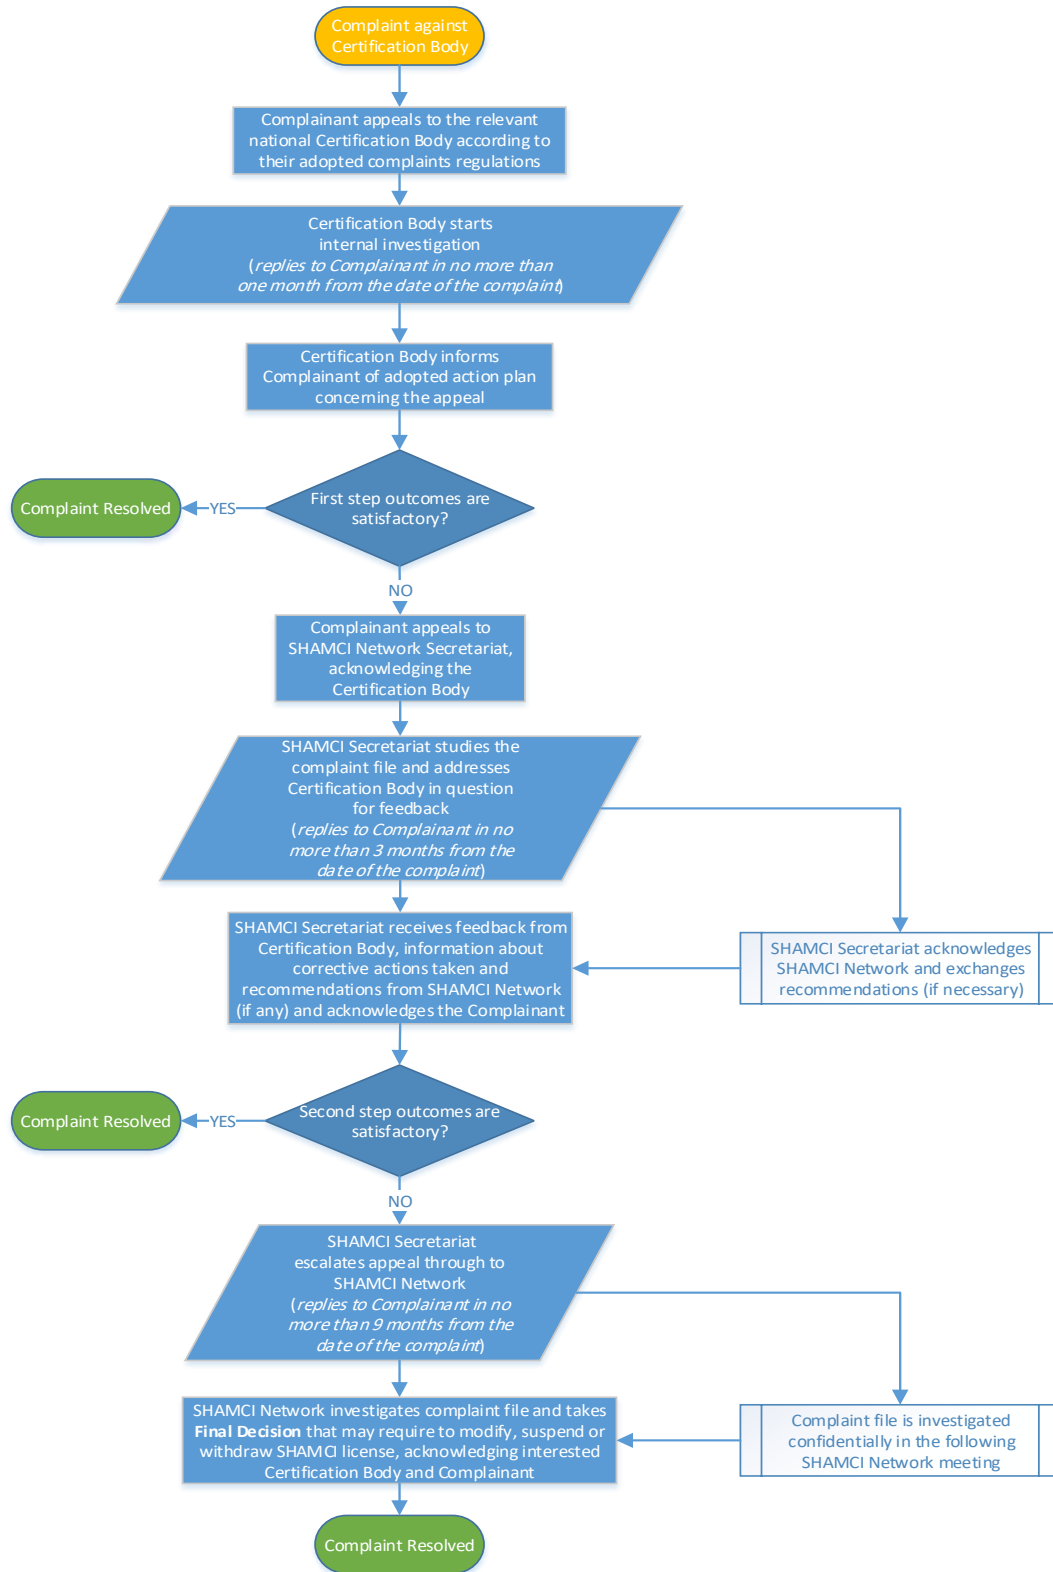 Complaint against
Certification Body
Complainant appeals to the relevant
national Certification Body according to
their adopted complaints regulations
Certification Body starts
internal investigation
(replies to Complainant in no more than
one month from the date of the complaint)
Certification Body informs
Complainant of adopted action plan
concerning the appeal
First step outcomes are
satisfactory?
YES
Complaint Resolved
NO
Complainant appeals to
SHAMCI Network Secretariat,
acknowledging the
Certification Body
SHAMCI Secretariat studies the
complaint file and addresses
Certification Body in question
for feedback
(replies to Complainant in no
more than 3 months from the
date of the complaint)
SHAMCI Secretariat acknowledges
SHAMCI Network and exchanges
recommendations (if necessary)
SHAMCI Secretariat receives feedback from
Certification Body, information about
corrective actions taken and
recommendations from SHAMCI Network
(if any) and acknowledges the Complainant
Second step outcomes are
satisfactory?
YES
Complaint Resolved
NO
SHAMCI Secretariat
escalates appeal through to
SHAMCI Network
(replies to Complainant in no
more than 9 months from the
date of the complaint)
Complaint file is investigated
confidentially in the following
SHAMCI Network meeting
SHAMCI Network investigates complaint file and takes
Final Decision that may require to modify, suspend or
withdraw SHAMCI license, acknowledging interested
Certification Body and Complainant
Complaint Resolved